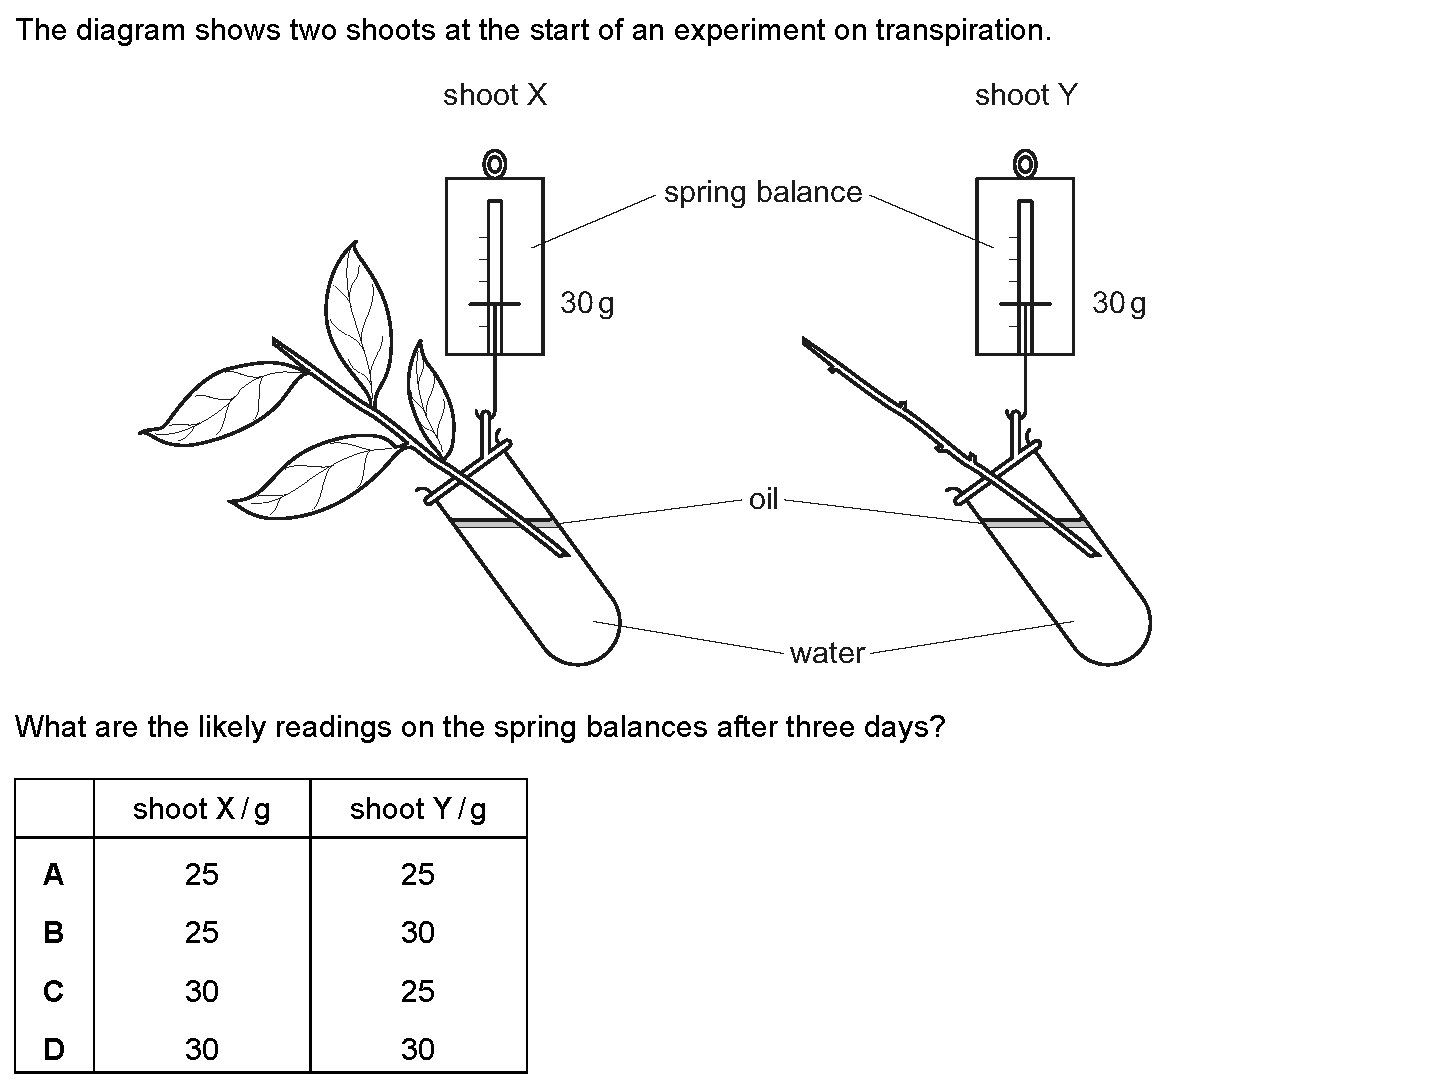 The diagram shows two shoots at the start of an experiment on transpiration.
shoot X
shoot Y
spring balance
30 g
30 g
oil
water
What are the likely readings on the spring balances after three days?
shoot X / g shoot Y / g
A 25 25
B 25 30
C 30 25
D 30 30